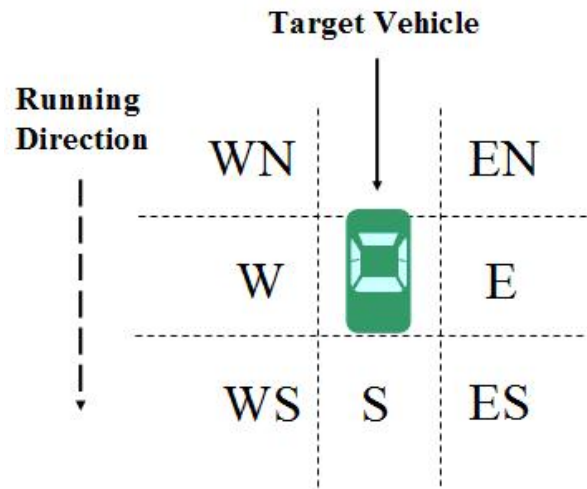 Target Vehicle
Running
Direction
WN EN
W E
WS S ES